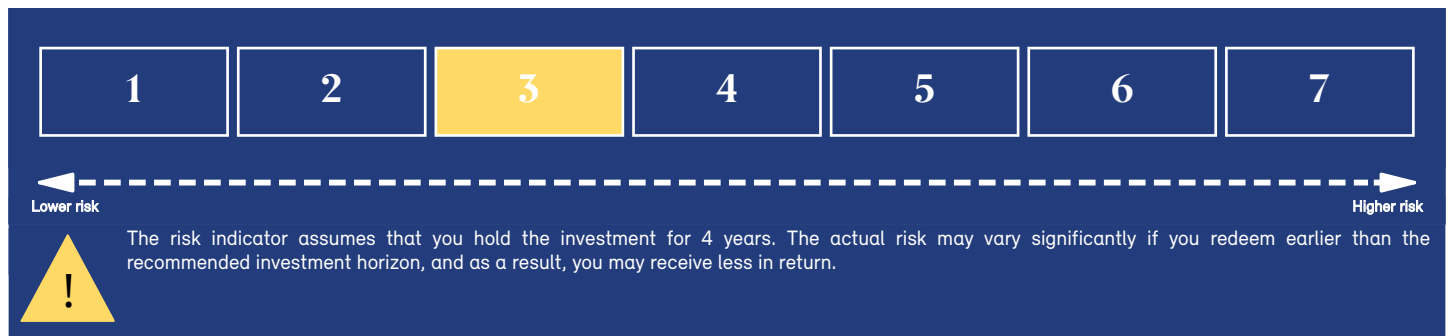 1 2 3 4 5 6 7
Lower risk Higher risk
The risk indicator assumes that you hold the investment for 4 years. The actual risk may vary significantly if you redeem earlier than the
recommended investment horizon, and as a result, you may receive less in return.
!